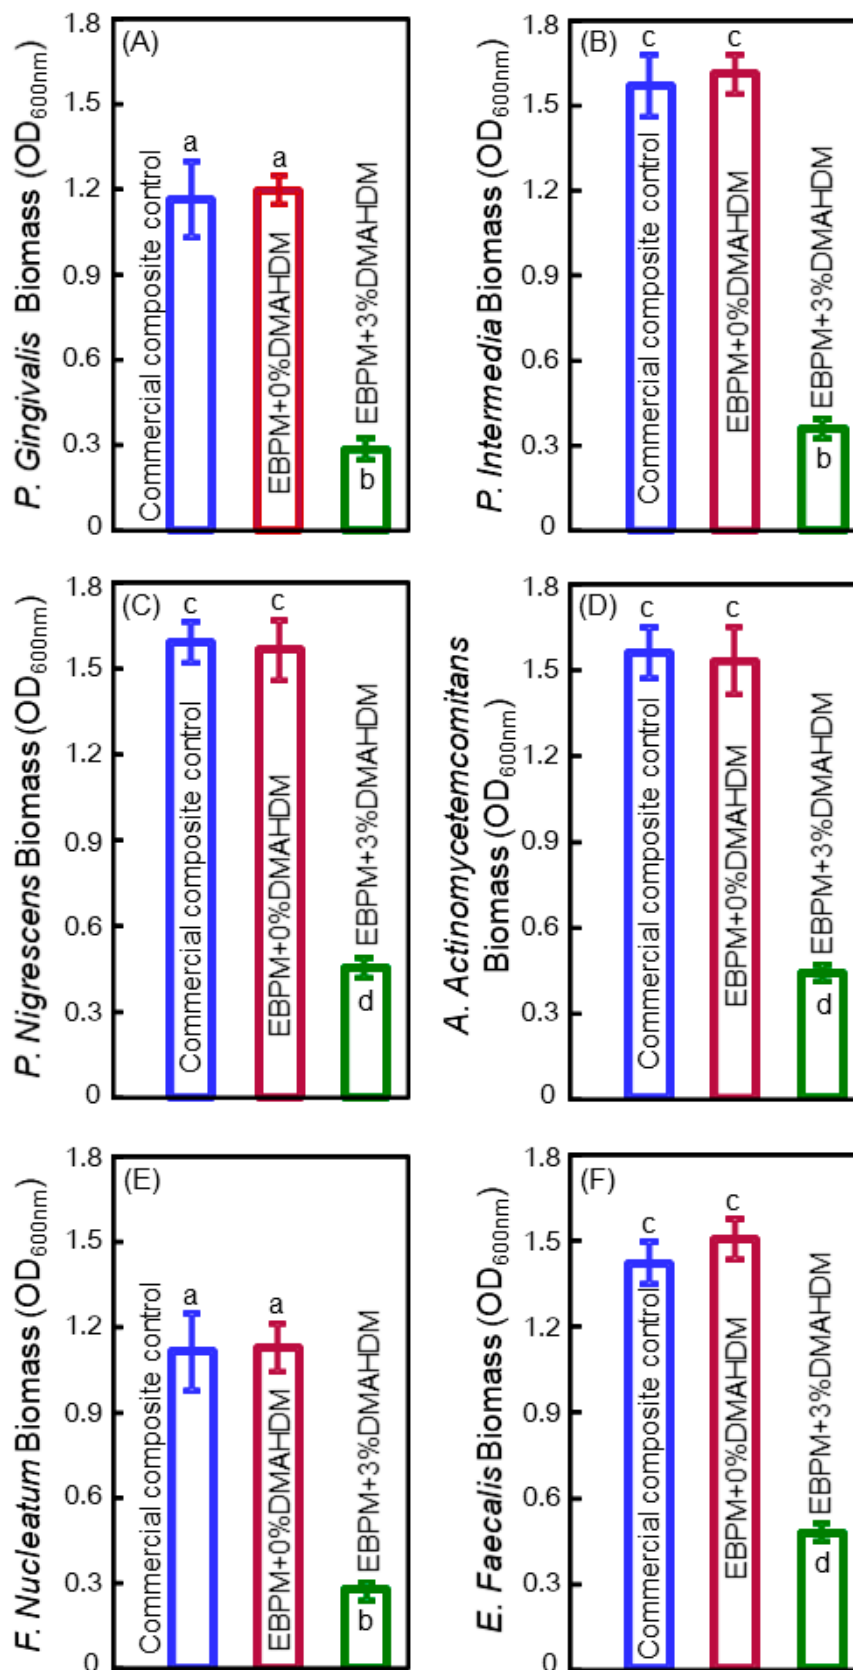 (A)
P. Gingivalis Biomass (OD600nm)
1.8
1.5
1.2
0.9
0.6
0.3
0
Commercial composite control
a
EBPM+0%DMAHDM
a
EBPM+3%DMAHDM
b
(B)
P. Intermedia Biomass (OD600nm)
1.8
1.5
1.2
0.9
0.6
0.3
0
Commercial composite control
c
EBPM+0%DMAHDM
c
EBPM+3%DMAHDM
b
(C)
P. Nigrescens Biomass (OD600nm)
1.8
1.5
1.2
0.9
0.6
0.3
0
Commercial composite control
c
EBPM+0%DMAHDM
c
EBPM+3%DMAHDM
d
(D)
A. Actinomycetemcomitans
Biomass (OD600nm)
1.8
1.5
1.2
0.9
0.6
0.3
0
Commercial composite control
c
EBPM+0%DMAHDM
c
EBPM+3%DMAHDM
d
(E)
F. Nucleatum Biomass (OD600nm)
1.8
1.5
1.2
0.9
0.6
0.3
0
Commercial composite control
a
EBPM+0%DMAHDM
a
EBPM+3%DMAHDM
b
(F)
E. Faecalis Biomass (OD600nm)
1.8
1.5
1.2
0.9
0.6
0.3
0
Commercial composite control
c
EBPM+0%DMAHDM
c
EBPM+3%DMAHDM
d